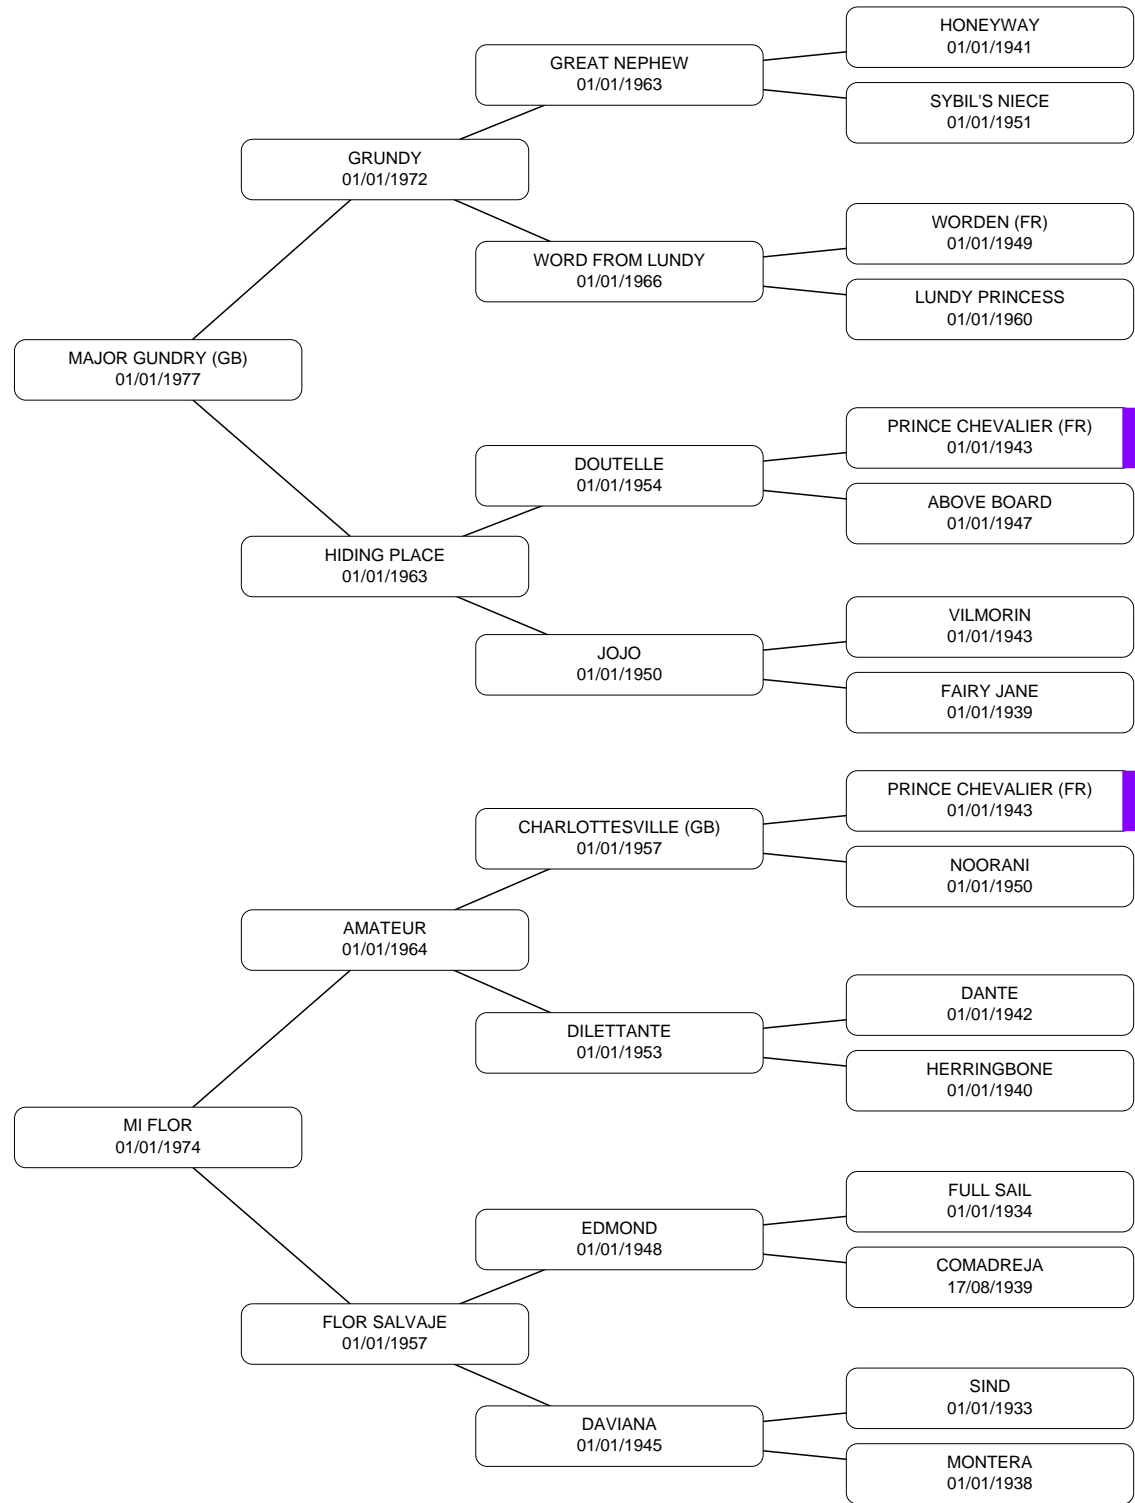 HONEYWAY
01/01/1941
GREAT NEPHEW
01/01/1963
SYBIL'S NIECE
01/01/1951
GRUNDY
01/01/1972
WORDEN (FR)
01/01/1949
WORD FROM LUNDY
01/01/1966
LUNDY PRINCESS
01/01/1960
MAJOR GUNDRY (GB)
01/01/1977
PRINCE CHEVALIER (FR)
01/01/1943
DOUTELLE
01/01/1954
ABOVE BOARD
01/01/1947
HIDING PLACE
01/01/1963
VILMORIN
01/01/1943
JOJO
01/01/1950
FAIRY JANE
01/01/1939
PRINCE CHEVALIER (FR)
01/01/1943
CHARLOTTESVILLE (GB)
01/01/1957
NOORANI
01/01/1950
AMATEUR
01/01/1964
DANTE
01/01/1942
DILETTANTE
01/01/1953
HERRINGBONE
01/01/1940
MI FLOR
01/01/1974
FULL SAIL
01/01/1934
EDMOND
01/01/1948
COMADREJA
17/08/1939
FLOR SALVAJE
01/01/1957
SIND
01/01/1933
DAVIANA
01/01/1945
MONTERA
01/01/1938